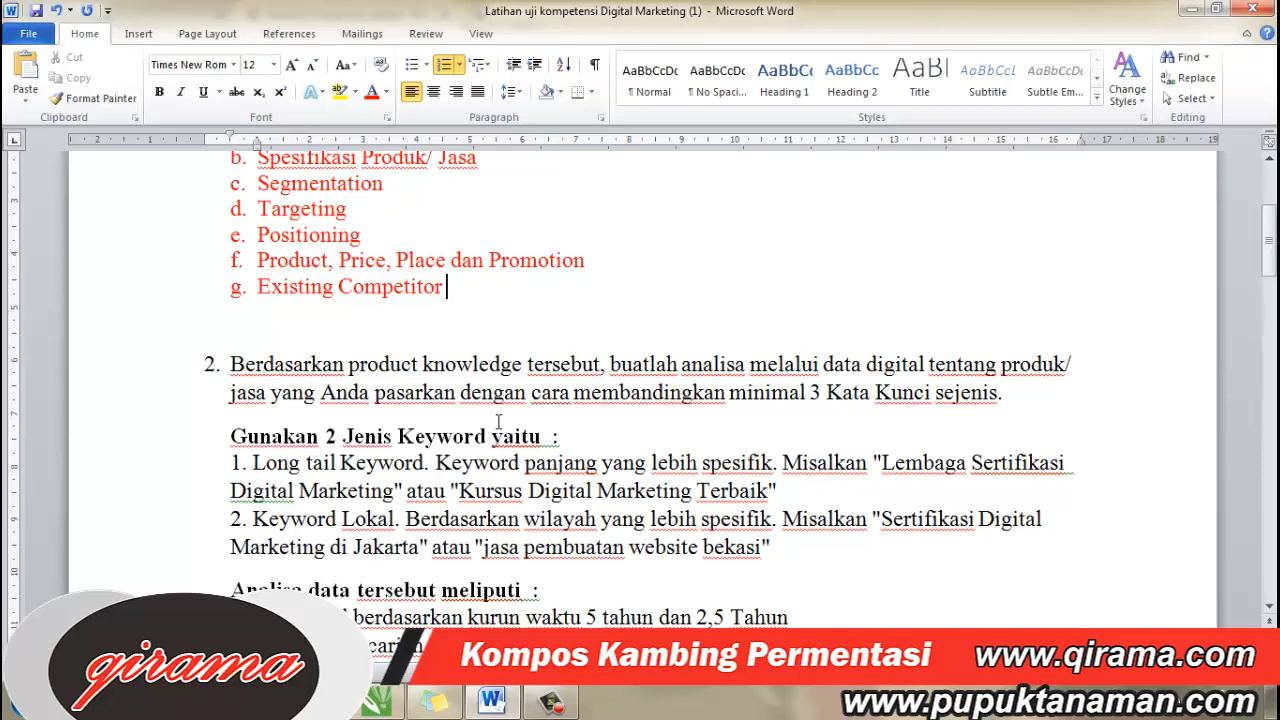 Latihan uji kompetensi Digital Marketing (1) - Microsoft Word
File Home Insert Page Layout References Mailings Review View
Cut
Copy
Format Painter
Paste
Clipboard
Times New Rom 12
Font
Paragraph
AaBbCcDc AaBbCcDc AaBbCc AaBbCc AaBl AaBbCcL AaBbCcDc
¶ Normal ¶ No Spaci... Heading 1 Heading 2 Title Subtitle Subtle Em...
Styles
Change Styles
Find
Replace
Select
Editing
b. Spesifikasi Produk/ Jasa
c. Segmentation
d. Targeting
e. Positioning
f. Product, Price, Place dan Promotion
g. Existing Competitor
2. Berdasarkan product knowledge tersebut, buatlah analisa melalui data digital tentang produk/
jasa yang Anda pasarkan dengan cara membandingkan minimal 3 Kata Kunci sejenis.
Gunakan 2 Jenis Keyword yaitu :
1. Long tail Keyword. Keyword panjang yang lebih spesifik. Misalkan "Lembaga Sertifikasi
Digital Marketing" atau "Kursus Digital Marketing Terbaik"
2. Keyword Lokal. Berdasarkan wilayah yang lebih spesifik. Misalkan "Sertifikasi Digital
Marketing di Jakarta" atau "jasa pembuatan website bekasi"
Analisa data tersebut meliputi :
berdasarkan kurun waktu 5 tahun dan 2,5 Tahun
qirama
Kompos Kambing Permentasi www.qirama.com
www.pupuktanaman.com